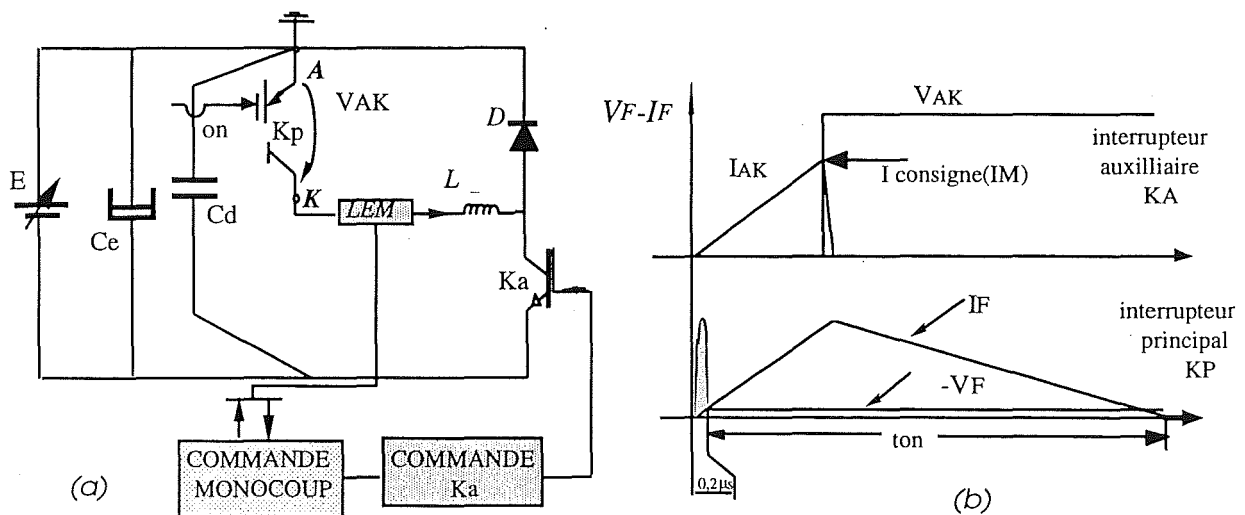 A
VAK
on
Kp
D
E
Ce
Cd
K
LEM
L
Ka
COMMANDE
MONOCOUP
COMMANDE
Ka
(a)
VF-IF
VAK
interrupteur
auxilliaire
KA
IAK
I consigne(IM)
IF
interrupteur
principal
KP
-VF
ton
0,2µs
(b)